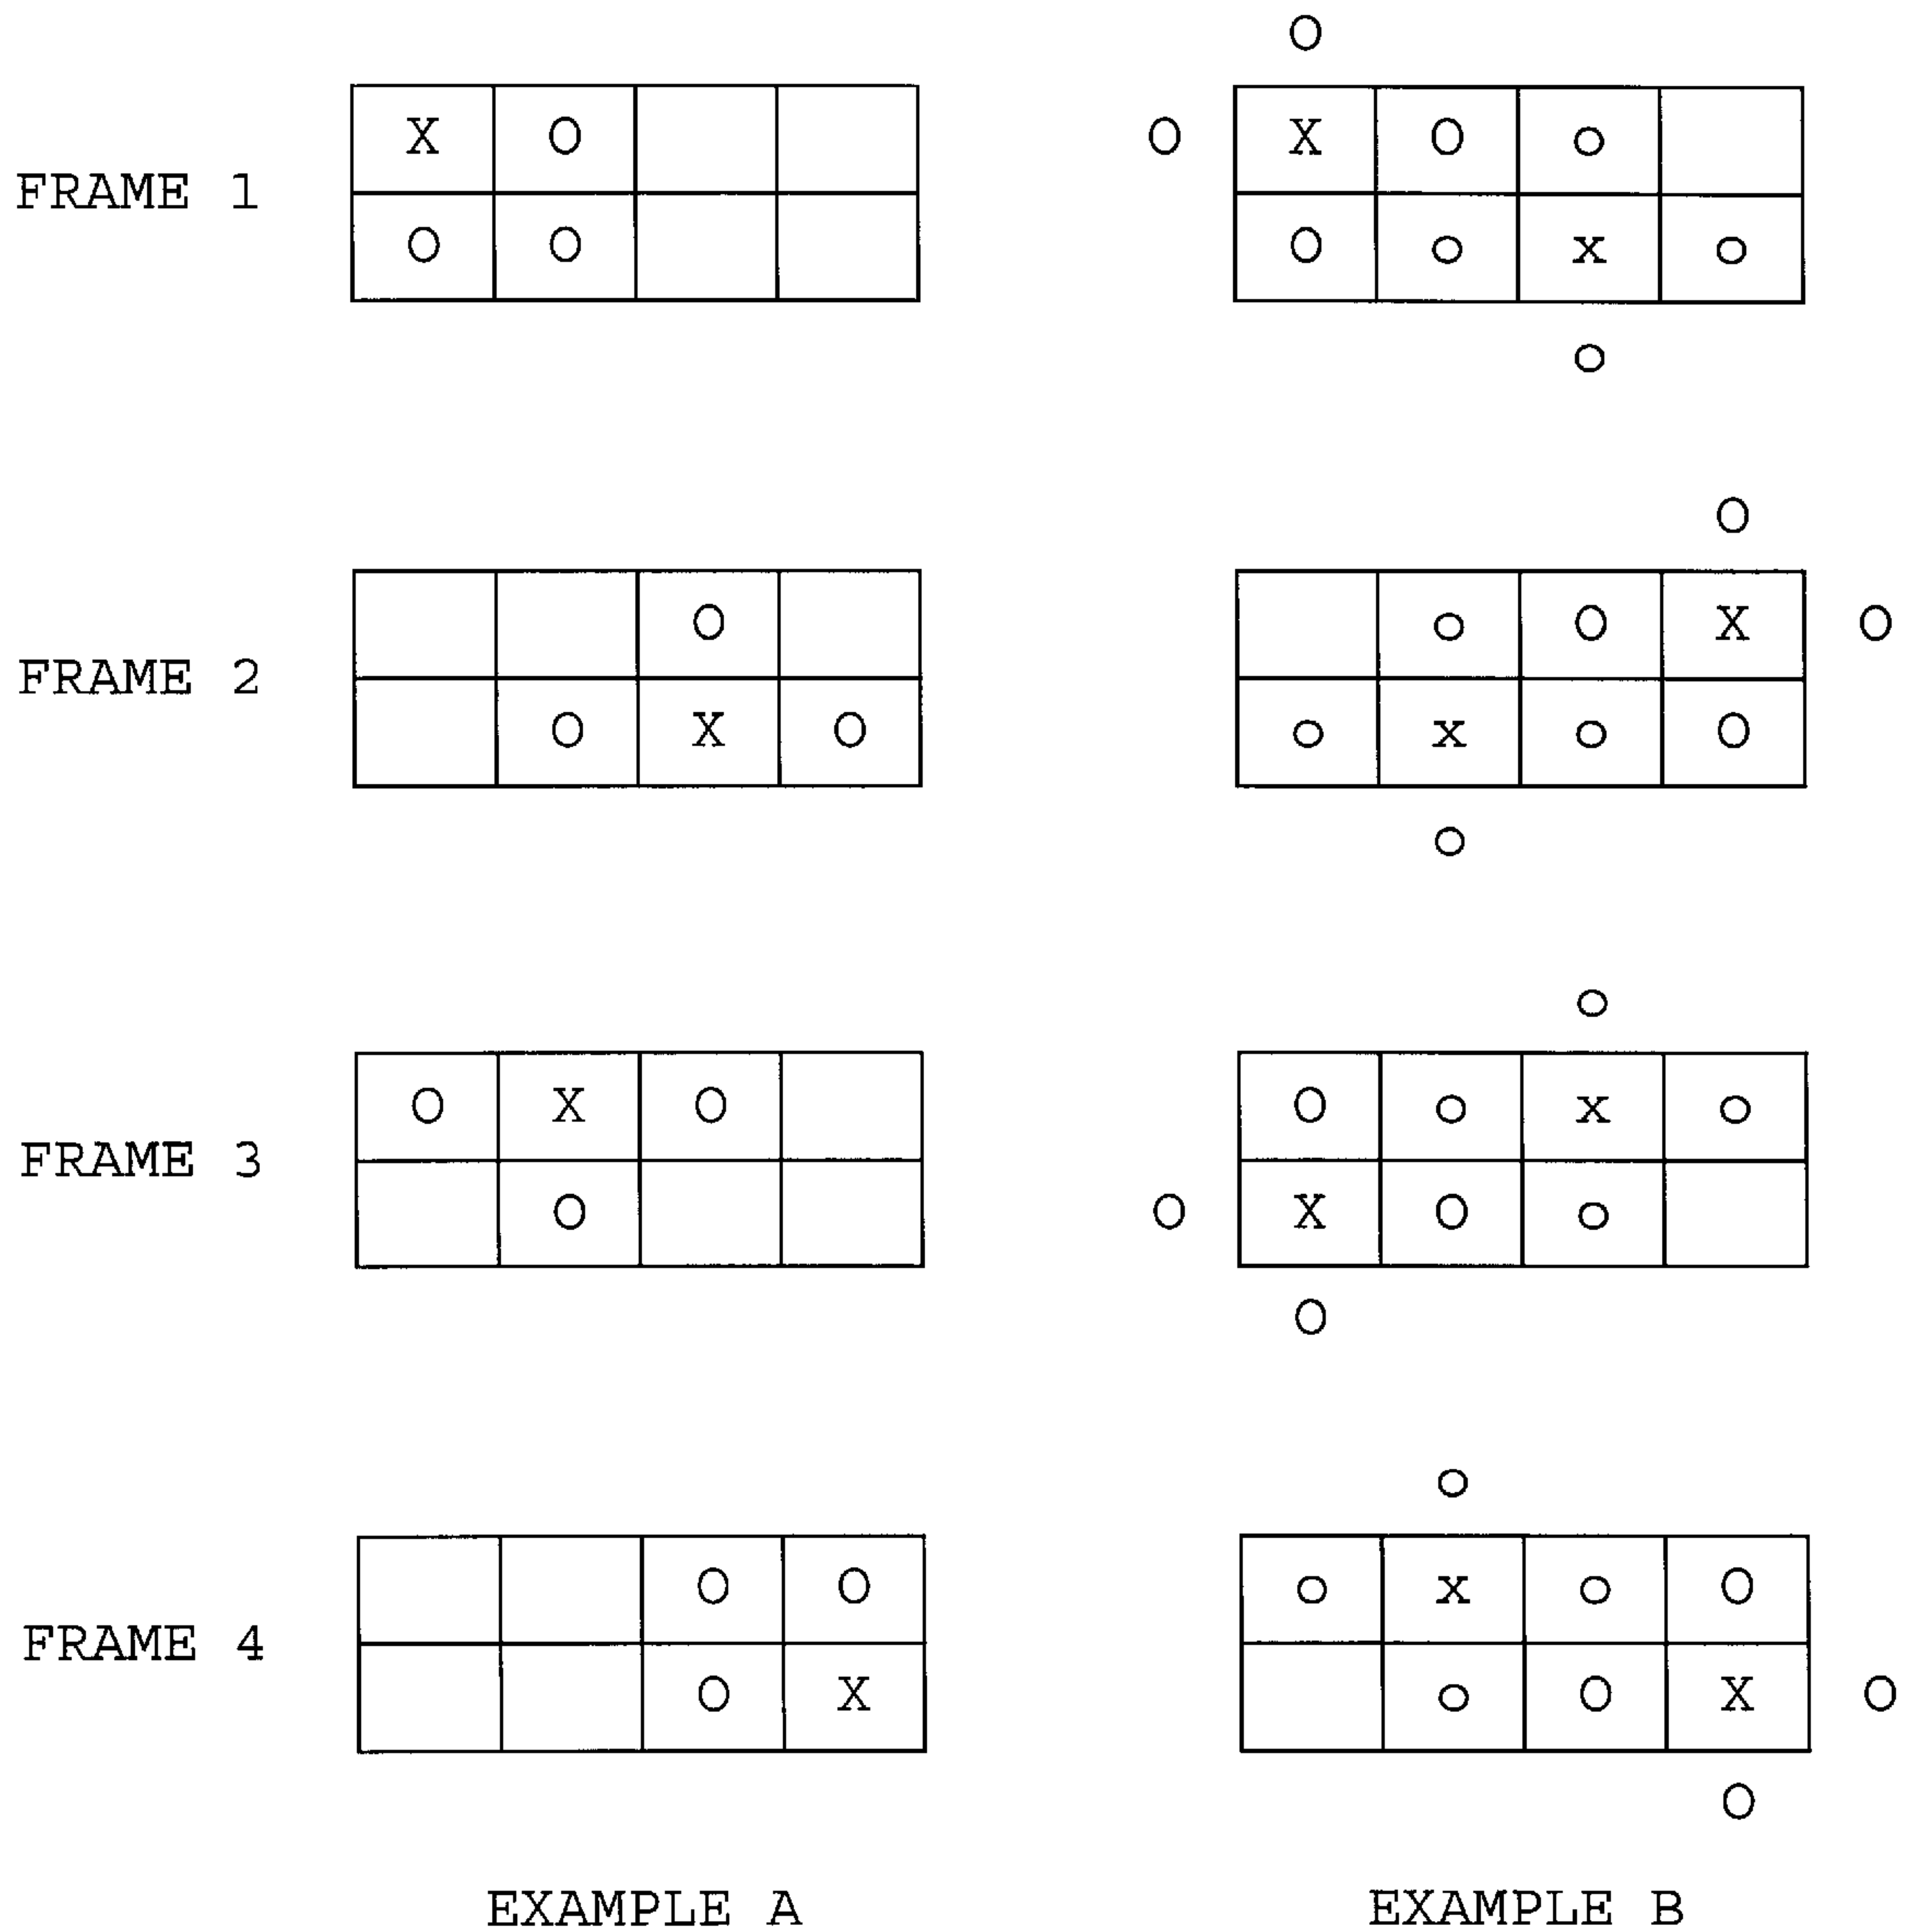 O
X O O X O o
FRAME 1
O O O o x o
o
O
O o O X O
FRAME 2
O X O o x o O
o
o
O X O O o x o
FRAME 3
O O X O o
O
o
O O o x o O
FRAME 4
O X o O X O
O
EXAMPLE A EXAMPLE B